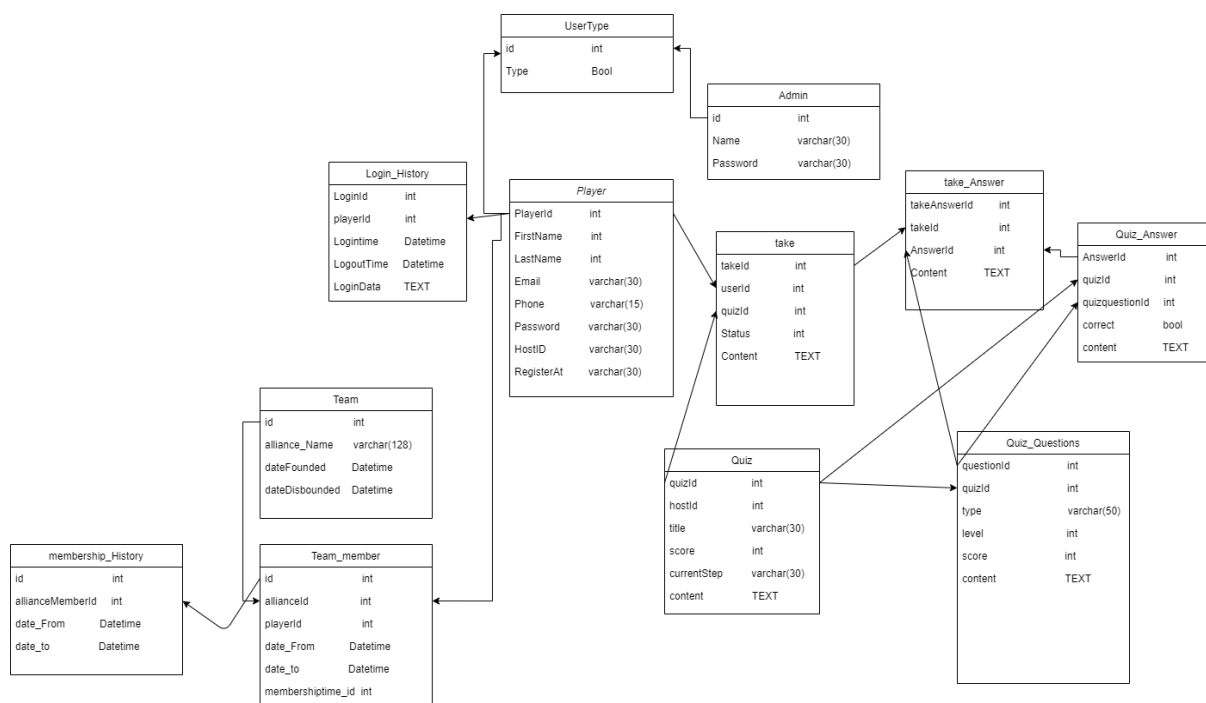 UserType
id int
Type Bool
Admin
id int
Name varchar(30)
Password varchar(30)
Login_History
LoginId int
playerId int
Logintime Datetime
LogoutTime Datetime
LoginData TEXT
Player
PlayerId int
FirstName int
LastName int
Email varchar(30)
Phone varchar(15)
Password varchar(30)
HostID varchar(30)
RegisterAt varchar(30)
take
takeId int
userId int
quizId int
Status int
Content TEXT
take_Answer
takeAnswerId int
takeId int
AnswerId int
Content TEXT
Quiz_Answer
AnswerId int
quizId int
quizquestionId int
correct bool
content TEXT
Team
id int
alliance_Name varchar(128)
dateFounded Datetime
dateDisbounded Datetime
Quiz
quizId int
hostId int
title varchar(30)
score int
currentStep varchar(30)
content TEXT
Quiz_Questions
questionId int
quizId int
type varchar(50)
level int
score int
content TEXT
membership_History
id int
allianceMemberId int
date_From Datetime
date_to Datetime
Team_member
id int
allianceId int
playerId int
date_From Datetime
date_to Datetime
membershiptime_id int